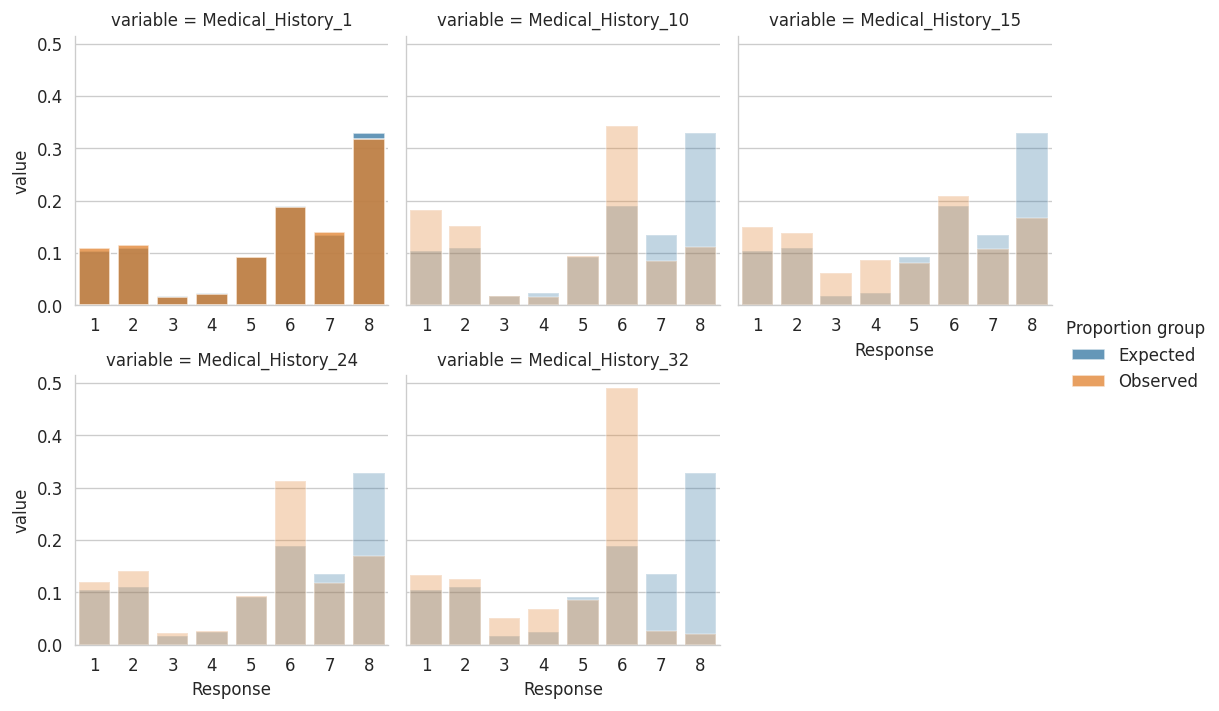 variable = Medical_History_1
variable = Medical_History_10
variable = Medical_History_15
0.5
0.4
0.3
0.2
0.1
0.0
value
1 2 3 4 5 6 7 8
1 2 3 4 5 6 7 8
1 2 3 4 5 6 7 8
Response
Proportion group
Expected
Observed
variable = Medical_History_24
variable = Medical_History_32
0.5
0.4
0.3
0.2
0.1
0.0
value
1 2 3 4 5 6 7 8
1 2 3 4 5 6 7 8
Response
Response